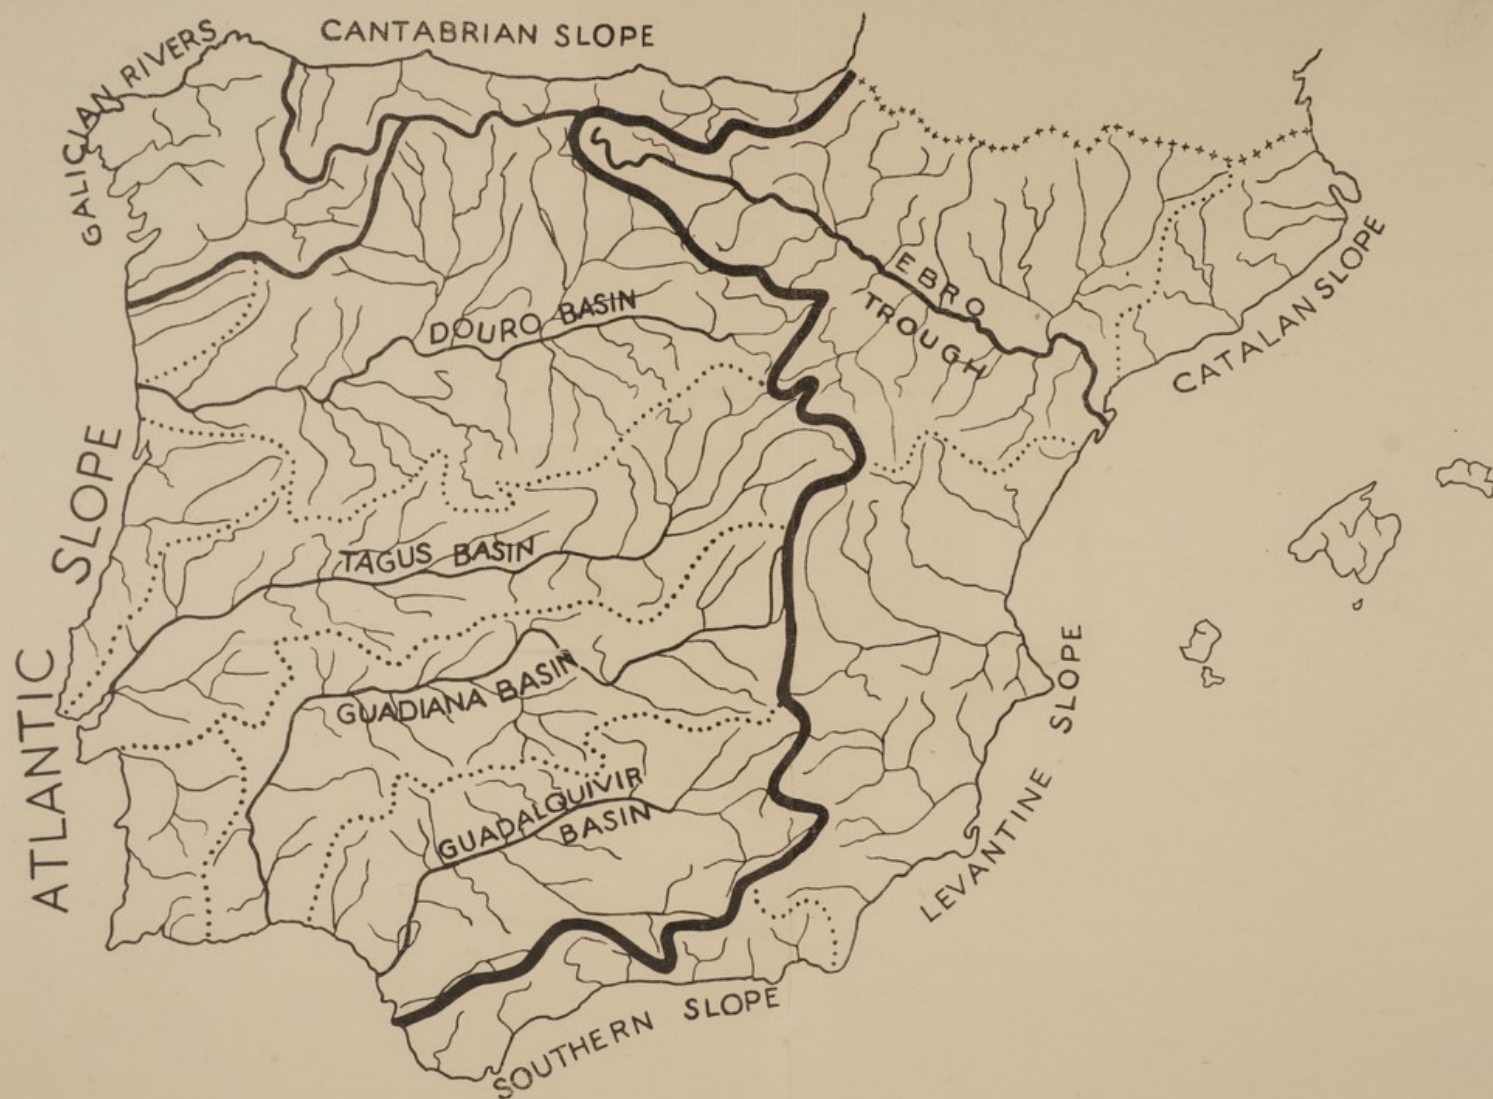 CANTABRIAN SLOPE
GALICIAN RIVERS
EBRO
TROUGH
CATALAN SLOPE
DOURO BASIN
ATLANTIC SLOPE
TAGUS BASIN
GUADIANA BASIN
LEVANTINE SLOPE
GUADALQUIVIR
BASIN
SOUTHERN SLOPE